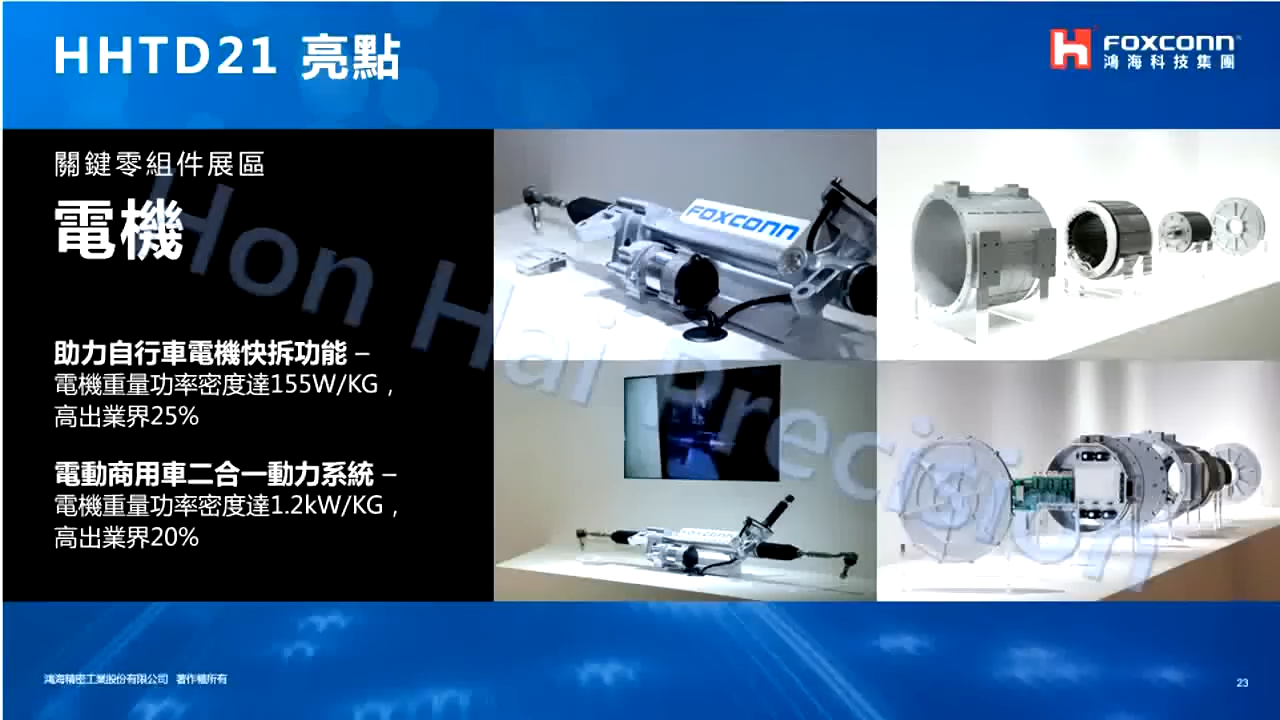 HHTD21 亮點
FOXCONN
鴻海科技集團
關鍵零組件展區
電機
助力自行車電機快拆功能 –
電機重量功率密度達155W/KG，
高出業界25%
電動商用車二合一動力系統 –
電機重量功率密度達1.2kW/KG，
高出業界20%
FOXCONN
Hon Hai Precision
鴻海精密工業股份有限公司 著作權所有
23